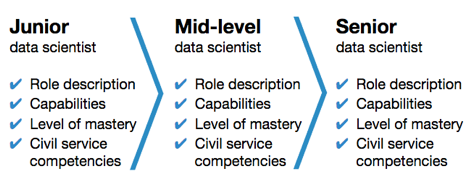 Junior
data scientist
✔ Role description
✔ Capabilities
✔ Level of mastery
✔ Civil service
competencies
Mid-level
data scientist
✔ Role description
✔ Capabilities
✔ Level of mastery
✔ Civil service
competencies
Senior
data scientist
✔ Role description
✔ Capabilities
✔ Level of mastery
✔ Civil service
competencies